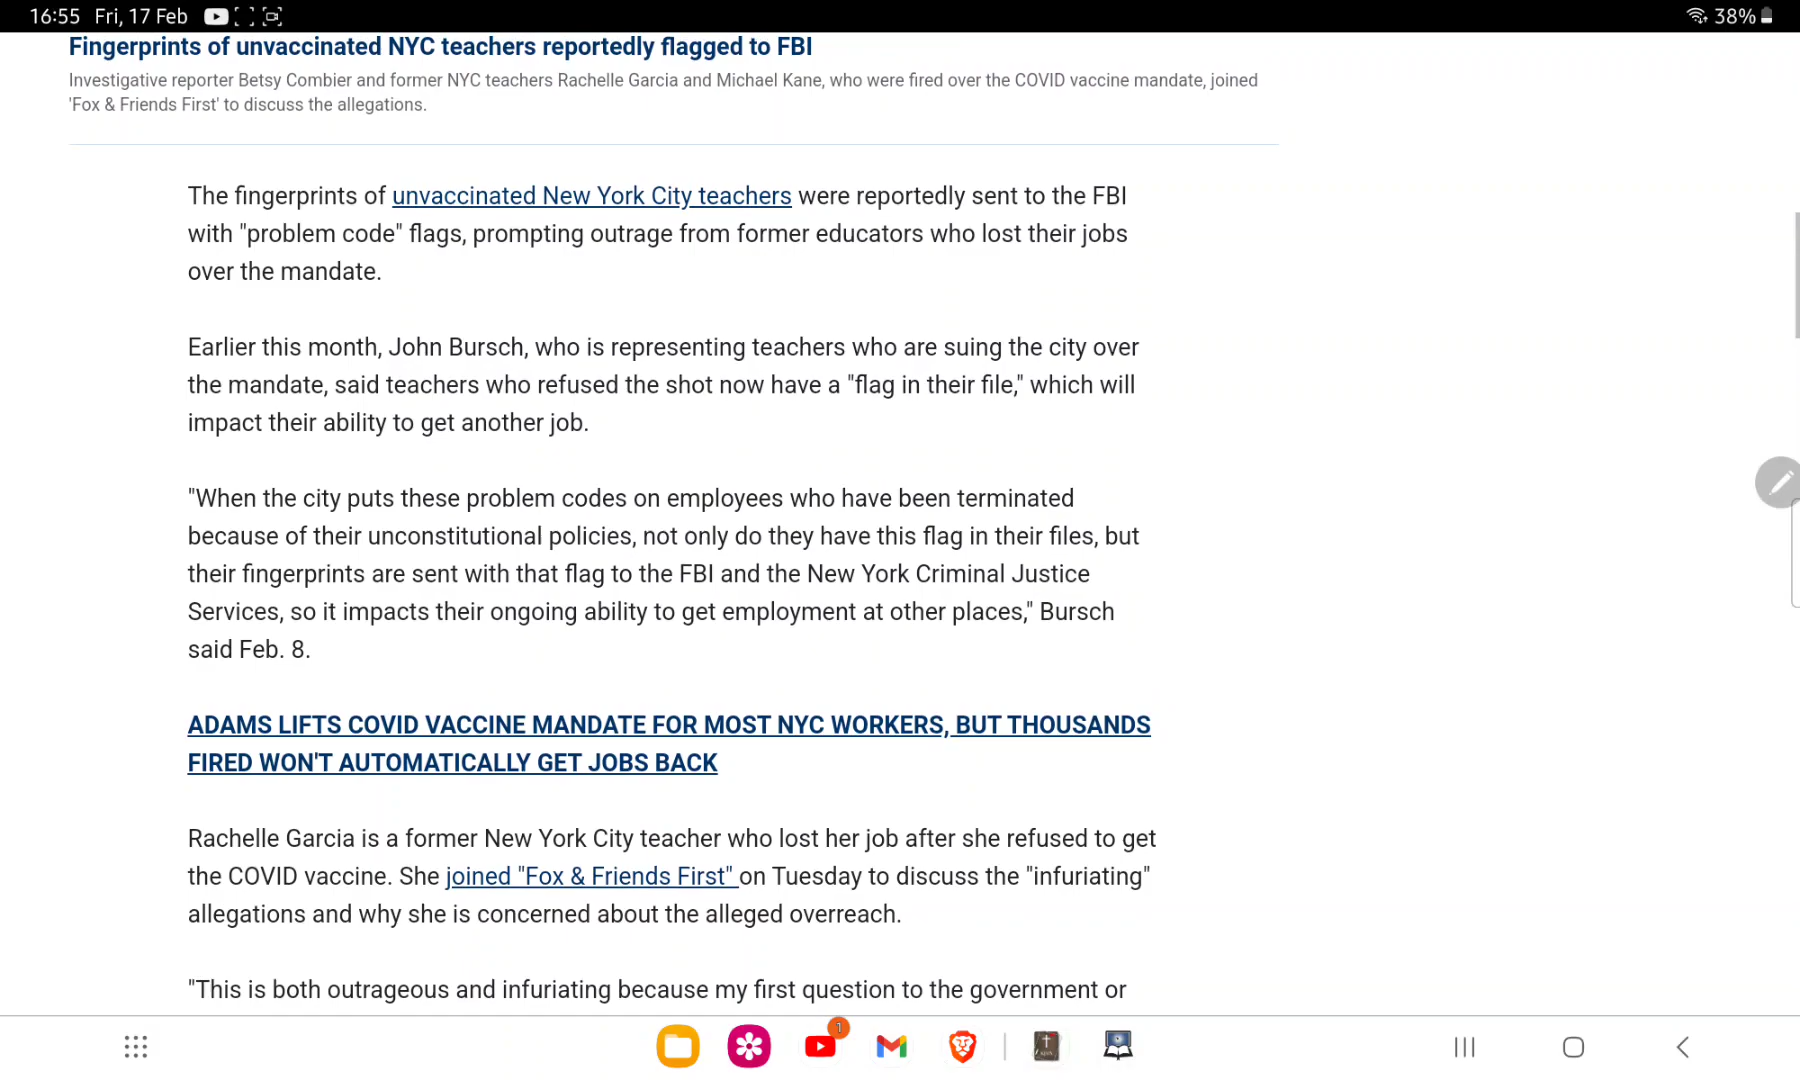 16:55 Fri, 17 Feb
38%
Fingerprints of unvaccinated NYC teachers reportedly flagged to FBI
Investigative reporter Betsy Combier and former NYC teachers Rachelle Garcia and Michael Kane, who were fired over the COVID vaccine mandate, joined
'Fox & Friends First' to discuss the allegations.
The fingerprints of unvaccinated New York City teachers were reportedly sent to the FBI
with "problem code" flags, prompting outrage from former educators who lost their jobs
over the mandate.
Earlier this month, John Bursch, who is representing teachers who are suing the city over
the mandate, said teachers who refused the shot now have a "flag in their file," which will
impact their ability to get another job.
"When the city puts these problem codes on employees who have been terminated
because of their unconstitutional policies, not only do they have this flag in their files, but
their fingerprints are sent with that flag to the FBI and the New York Criminal Justice
Services, so it impacts their ongoing ability to get employment at other places," Bursch
said Feb. 8.
ADAMS LIFTS COVID VACCINE MANDATE FOR MOST NYC WORKERS, BUT THOUSANDS
FIRED WON'T AUTOMATICALLY GET JOBS BACK
Rachelle Garcia is a former New York City teacher who lost her job after she refused to get
the COVID vaccine. She joined "Fox & Friends First" on Tuesday to discuss the "infuriating"
allegations and why she is concerned about the alleged overreach.
"This is both outrageous and infuriating because my first question to the government or
1